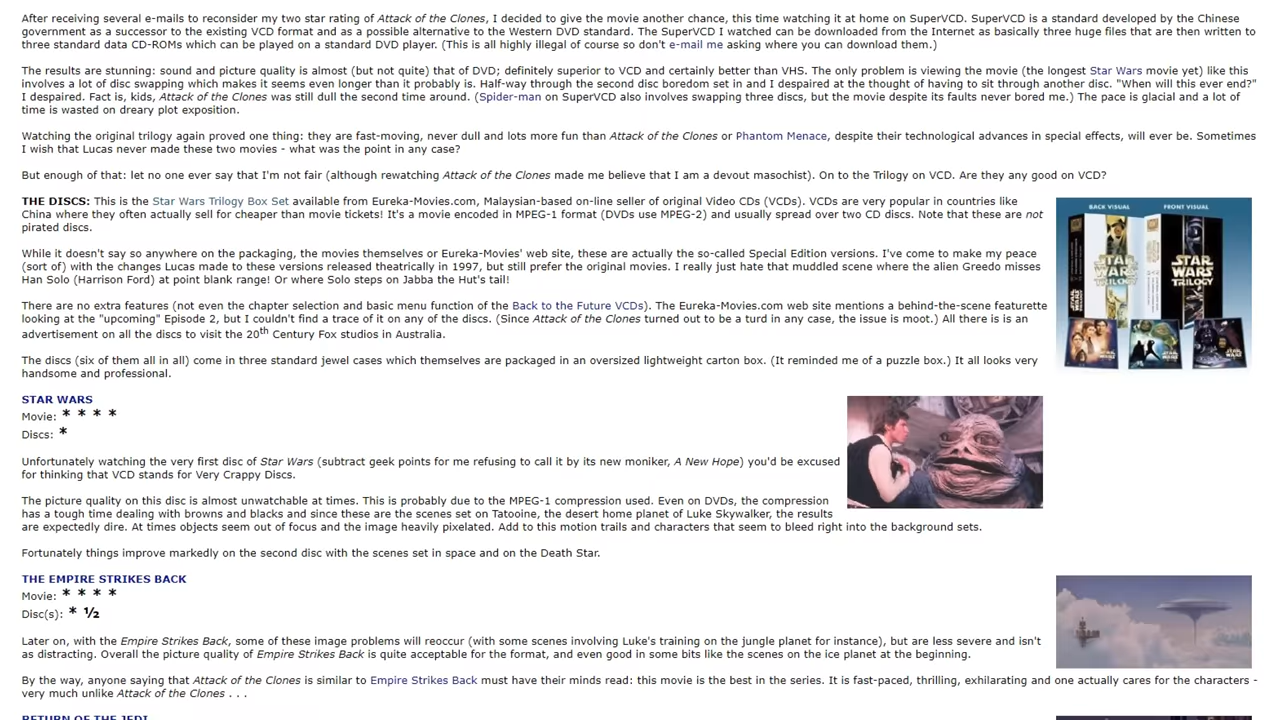 After receiving several e-mails to reconsider my two star rating of Attack of the Clones, I decided to give the movie another chance, this time watching it at home on SuperVCD. SuperVCD is a standard developed by the Chinese
government as a successor to the existing VCD format and as a possible alternative to the Western DVD standard. The SuperVCD I watched can be downloaded from the Internet as basically three huge files that are then written to
three standard data CD-ROMs which can be played on a standard DVD player. (This is all highly illegal of course so don't e-mail me asking where you can download them.)
The results are stunning: sound and picture quality is almost (but not quite) that of DVD; definitely superior to VCD and certainly better than VHS. The only problem is viewing the movie (the longest Star Wars movie yet) like this
involves a lot of disc swapping which makes it seems even longer than it probably is. Half-way through the second disc boredom set in and I despaired at the thought of having to sit through another disc. "When will this ever end?"
I despaired. Fact is, kids, Attack of the Clones was still dull the second time around. (Spider-man on SuperVCD also involves swapping three discs, but the movie despite its faults never bored me.) The pace is glacial and a lot of
time is wasted on dreary plot exposition.
Watching the original trilogy again proved one thing: they are fast-moving, never dull and lots more fun than Attack of the Clones or Phantom Menace, despite their technological advances in special effects, will ever be. Sometimes
I wish that Lucas never made these two movies - what was the point in any case?
But enough of that: let no one ever say that I'm not fair (although rewatching Attack of the Clones made me believe that I am a devout masochist). On to the Trilogy on VCD. Are they any good on VCD?
THE DISCS: This is the Star Wars Trilogy Box Set available from Eureka-Movies.com, Malaysian-based on-line seller of original Video CDs (VCDs). VCDs are very popular in countries like
China where they often actually sell for cheaper than movie tickets! It's a movie encoded in MPEG-1 format (DVDs use MPEG-2) and usually spread over two CD discs. Note that these are not
pirated discs.
BACK VISUAL FRONT VISUAL
STAR WARS TRILOGY
STAR WARS TRILOGY
While it doesn't say so anywhere on the packaging, the movies themselves or Eureka-Movies' web site, these are actually the so-called Special Edition versions. I've come to make my peace
(sort of) with the changes Lucas made to these versions released theatrically in 1997, but still prefer the original movies. I really just hate that muddled scene where the alien Greedo misses
Han Solo (Harrison Ford) at point blank range! Or where Solo steps on Jabba the Hut's tail!
There are no extra features (not even the chapter selection and basic menu function of the Back to the Future VCDs). The Eureka-Movies.com web site mentions a behind-the-scene featurette
looking at the "upcoming" Episode 2, but I couldn't find a trace of it on any of the discs. (Since Attack of the Clones turned out to be a turd in any case, the issue is moot.) All there is is an
advertisement on all the discs to visit the 20th Century Fox studios in Australia.
The discs (six of them all in all) come in three standard jewel cases which themselves are packaged in an oversized lightweight carton box. (It reminded me of a puzzle box.) It all looks very
handsome and professional.
STAR WARS
Movie: * * * *
Discs: *
Unfortunately watching the very first disc of Star Wars (subtract geek points for me refusing to call it by its new moniker, A New Hope) you'd be excused
for thinking that VCD stands for Very Crappy Discs.
The picture quality on this disc is almost unwatchable at times. This is probably due to the MPEG-1 compression used. Even on DVDs, the compression
has a tough time dealing with browns and blacks and since these are the scenes set on Tatooine, the desert home planet of Luke Skywalker, the results
are expectedly dire. At times objects seem out of focus and the image heavily pixelated. Add to this motion trails and characters that seem to bleed right into the background sets.
Fortunately things improve markedly on the second disc with the scenes set in space and on the Death Star.
THE EMPIRE STRIKES BACK
Movie: * * * *
Disc(s): * ½
Later on, with the Empire Strikes Back, some of these image problems will reoccur (with some scenes involving Luke's training on the jungle planet for instance), but are less severe and isn't
as distracting. Overall the picture quality of Empire Strikes Back is quite acceptable for the format, and even good in some bits like the scenes on the ice planet at the beginning.
By the way, anyone saying that Attack of the Clones is similar to Empire Strikes Back must have their minds read: this movie is the best in the series. It is fast-paced, thrilling, exhilarating and one actually cares for the characters -
very much unlike Attack of the Clones . . .
RETURN OF THE JEDI